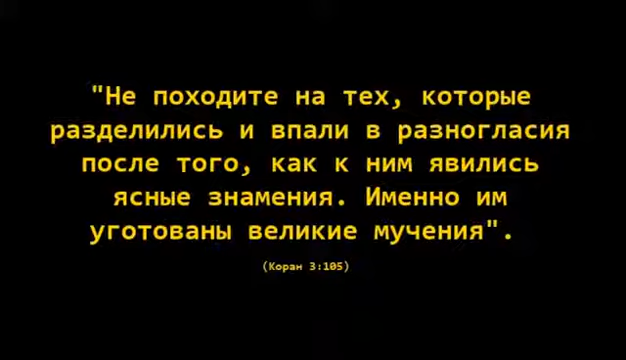 "Не походите на тех, которые
разделились и впали в разногласия
после того, как к ним явились
ясные знамения. Именно им
уготованы великие мучения".
(Коран 3:105)